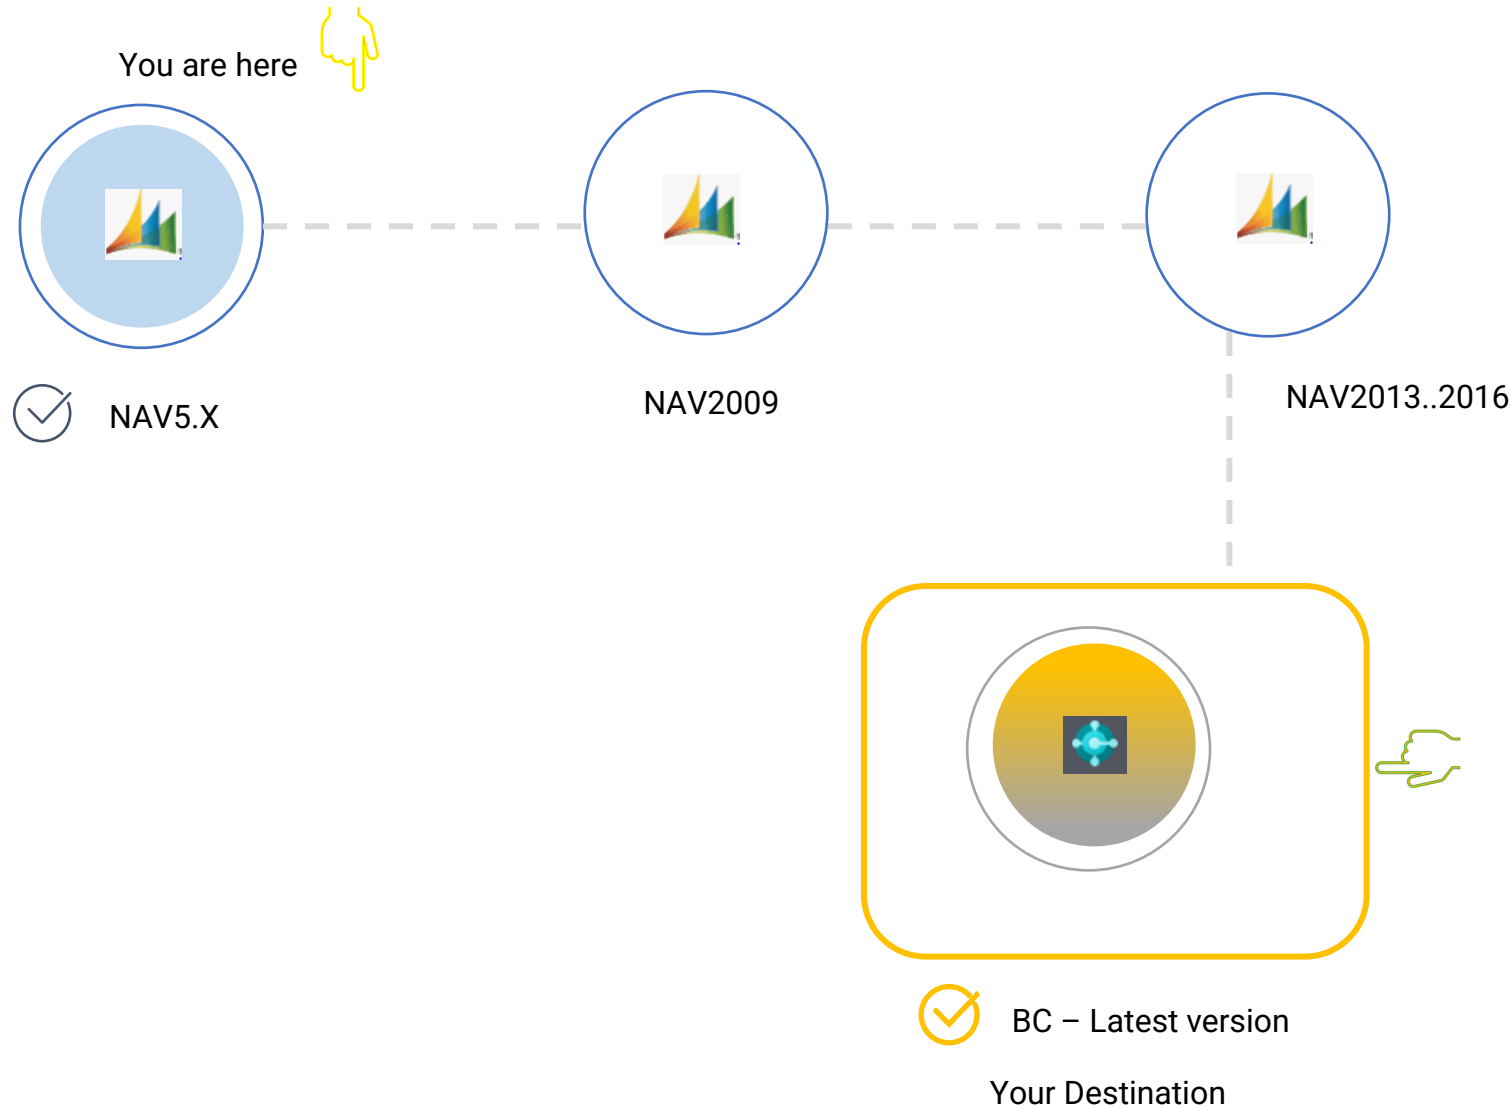 You are here
NAV5.X
NAV2009
NAV2013..2016
BC – Latest version
Your Destination